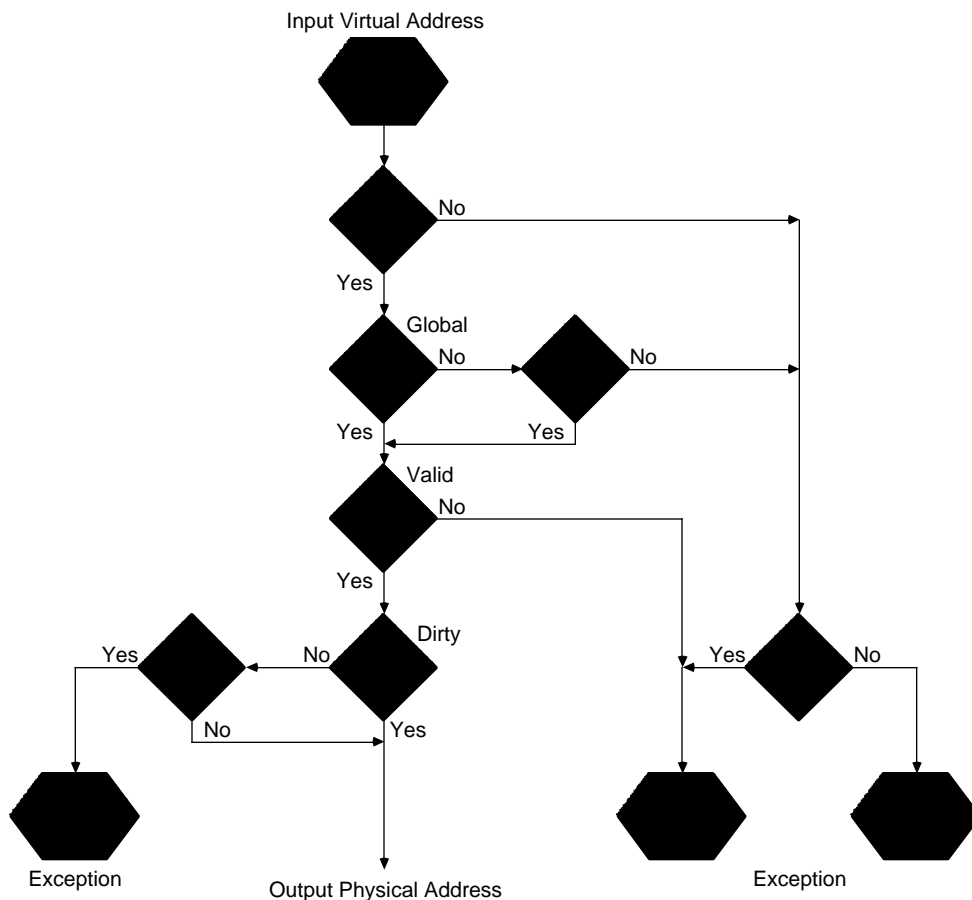 Input Virtual Address
No
Yes
Global
No
No
Yes
Yes
Valid
No
Yes
Dirty
Yes
No
Yes
No
No
Yes
Exception
Output Physical Address
Exception